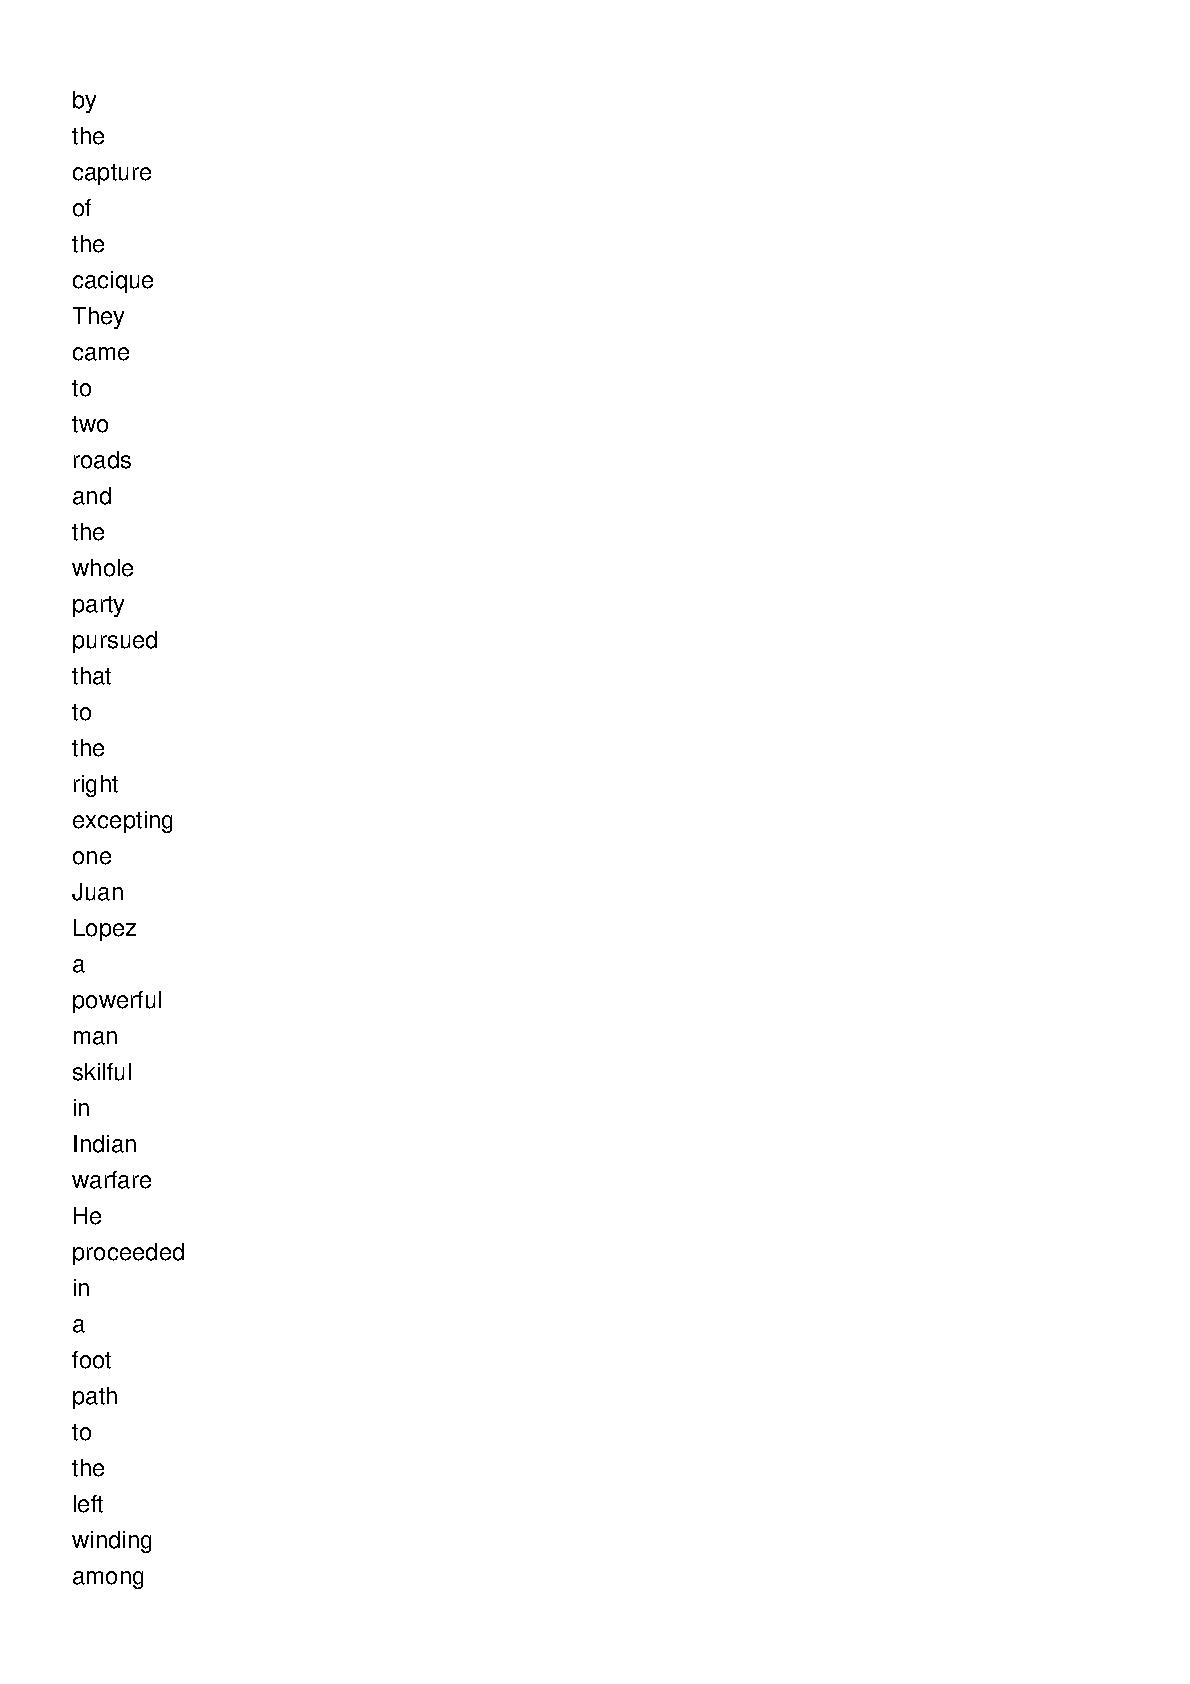 by
the
capture
of
the
cacique
They
came
to
two
roads
and
the
whole
party
pursued
that
to
the
right
excepting
one
Juan
Lopez
a
powerful
man
skilful
in
Indian
warfare
He
proceeded
in
a
foot
path
to
the
left
winding
among